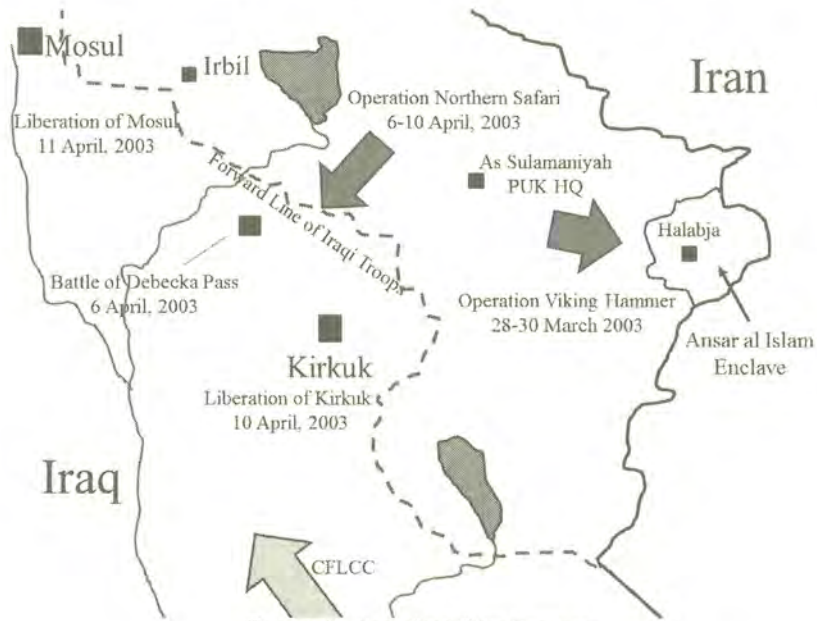 Mosul
Irbil
Iran
Operation Northern Safari
6-10 April, 2003
Liberation of Mosul
11 April, 2003
As Sulamaniyah
PUK HQ
Forward Line of Iraqi Troops
Halabja
Battle of Debecka Pass
6 April, 2003
Operation Viking Hammer
28-30 March 2003
Ansar al Islam
Enclave
Kirkuk
Liberation of Kirkuk
10 April, 2003
Iraq
CFLCC